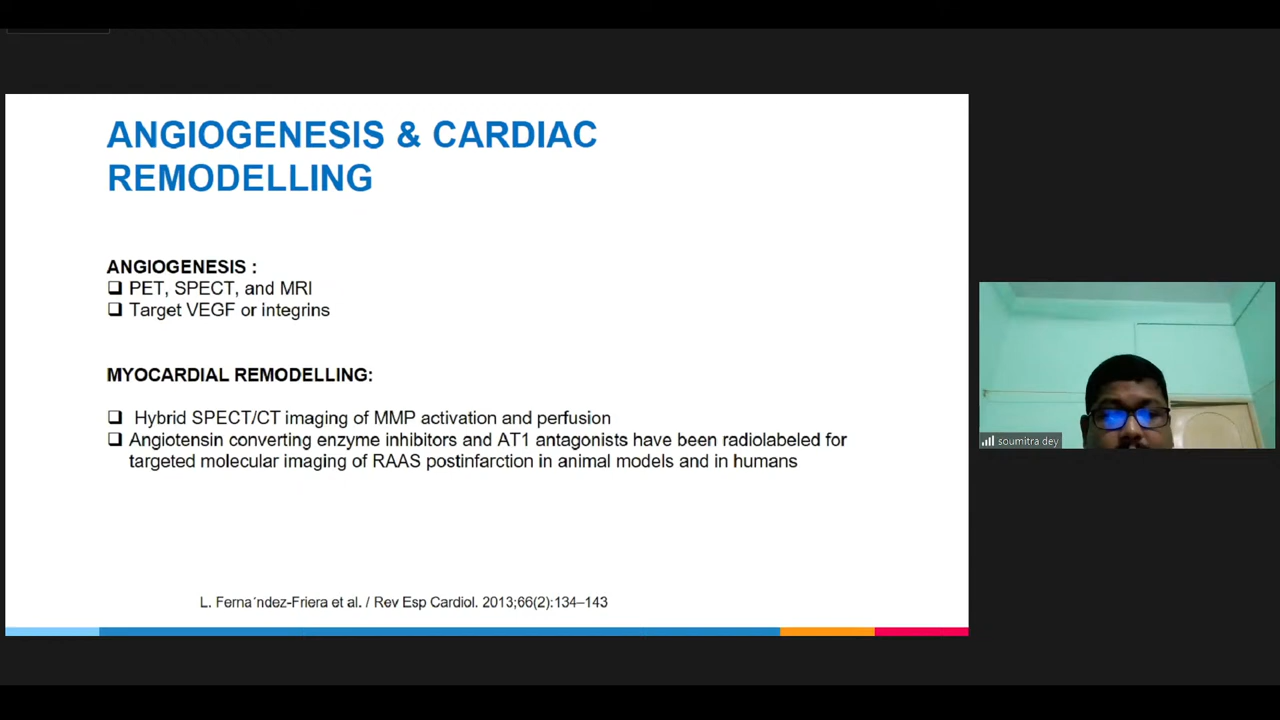 ANGIOGENESIS & CARDIAC
REMODELLING
ANGIOGENESIS :
PET, SPECT, and MRI
Target VEGF or integrins
MYOCARDIAL REMODELLING:
Hybrid SPECT/CT imaging of MMP activation and perfusion
Angiotensin converting enzyme inhibitors and AT1 antagonists have been radiolabeled for
targeted molecular imaging of RAAS postinfarction in animal models and in humans
L. Ferna´ndez-Friera et al. / Rev Esp Cardiol. 2013;66(2):134–143
soumitra dey